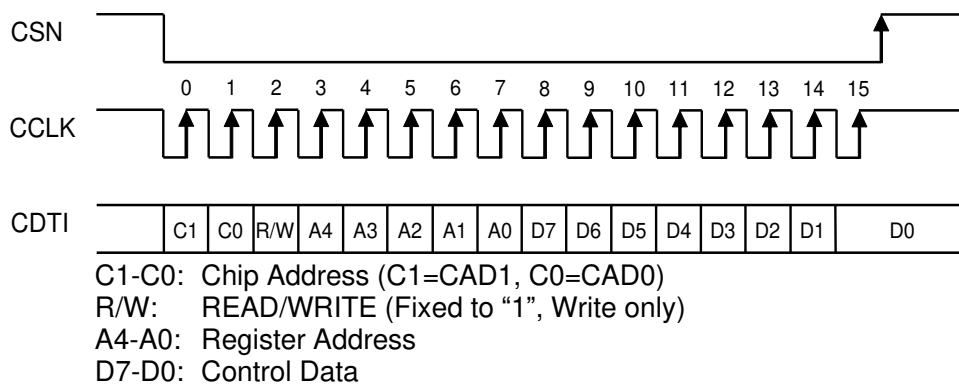 CSN
0 1 2 3 4 5 6 7 8 9 10 11 12 13 14 15
CCLK
CDTI C1 C0 R/W A4 A3 A2 A1 A0 D7 D6 D5 D4 D3 D2 D1 D0
C1-C0: Chip Address (C1=CAD1, C0=CAD0)
R/W: READ/WRITE (Fixed to “1”, Write only)
A4-A0: Register Address
D7-D0: Control Data